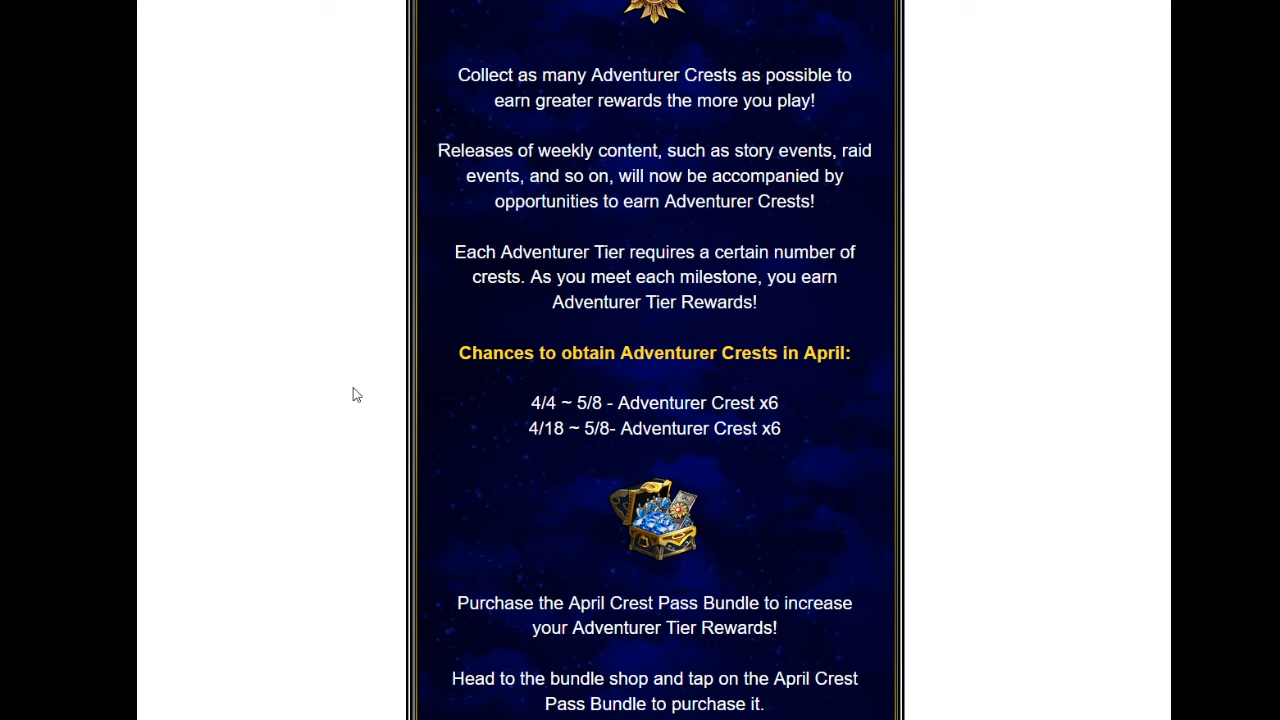 Collect as many Adventurer Crests as possible to
earn greater rewards the more you play!
Releases of weekly content, such as story events, raid
events, and so on, will now be accompanied by
opportunities to earn Adventurer Crests!
Each Adventurer Tier requires a certain number of
crests. As you meet each milestone, you earn
Adventurer Tier Rewards!
Chances to obtain Adventurer Crests in April:
4/4 ~ 5/8 - Adventurer Crest x6
4/18 ~ 5/8- Adventurer Crest x6
Purchase the April Crest Pass Bundle to increase
your Adventurer Tier Rewards!
Head to the bundle shop and tap on the April Crest
Pass Bundle to purchase it.